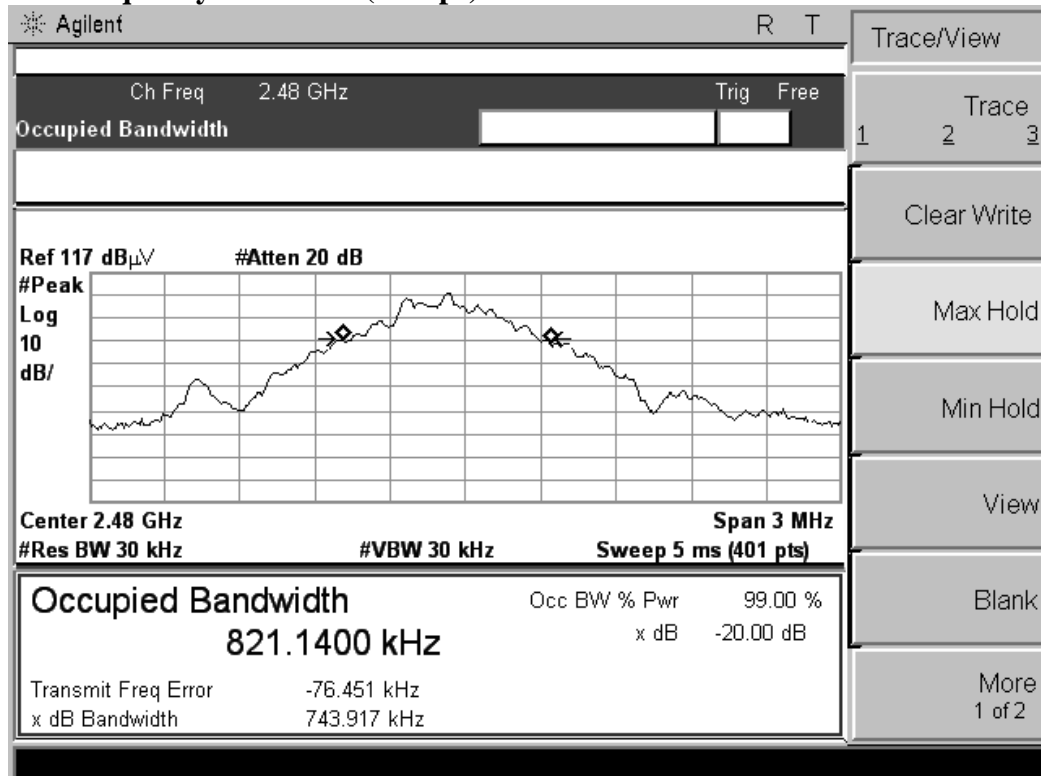 Agilent R T
Trace/View
Ch Freq 2.48 GHz Trig Free
Occupied Bandwidth
Trace
1 2 3
Clear Write
Ref 117 dBµV #Atten 20 dB
#Peak
Log
10
dB/
Max Hold
Min Hold
View
Center 2.48 GHz Span 3 MHz
#Res BW 30 kHz #VBW 30 kHz Sweep 5 ms (401 pts)
Occupied Bandwidth Occ BW % Pwr 99.00 %
821.1400 kHz x dB -20.00 dB
Blank
Transmit Freq Error -76.451 kHz
x dB Bandwidth 743.917 kHz
More
1 of 2